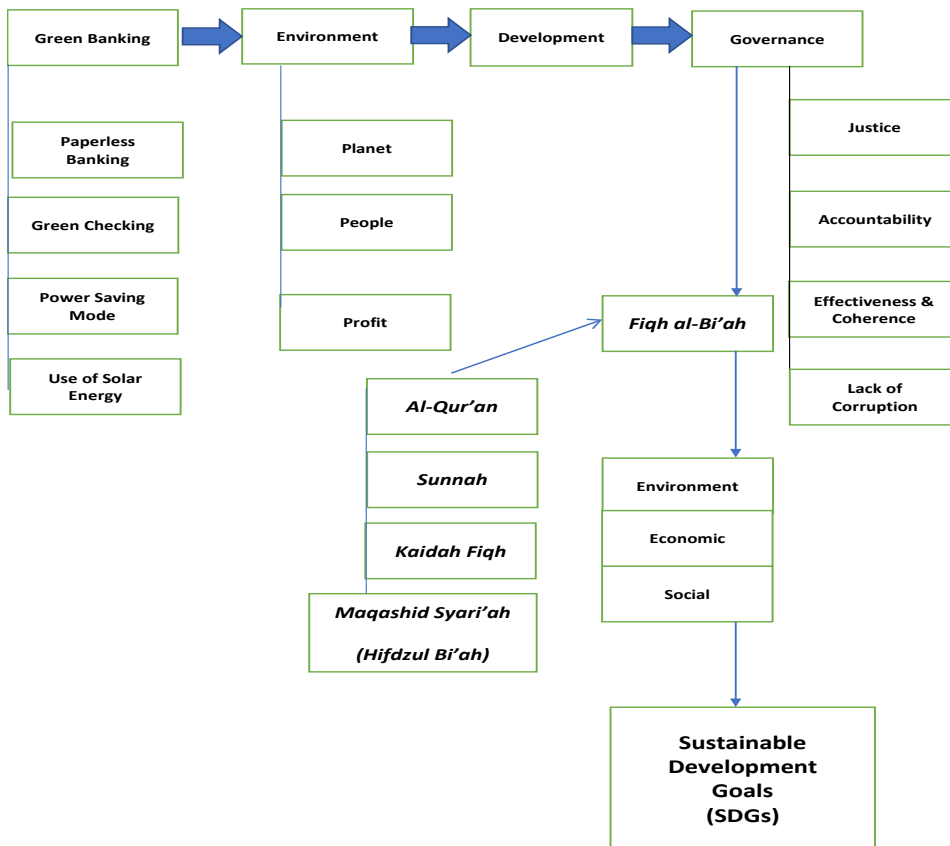 Green Banking
Environment
Development
Governance
Paperless
Banking
Green Checking
Power Saving
Mode
Use of Solar
Energy
Planet
People
Profit
Justice
Accountability
Effectiveness &
Coherence
Lack of
Corruption
Fiqh al-Bi’ah
Al-Qur’an
Sunnah
Kaidah Fiqh
Maqashid Syari’ah
(Hifdzul Bi’ah)
Environment
Economic
Social
Sustainable
Development
Goals
(SDGs)